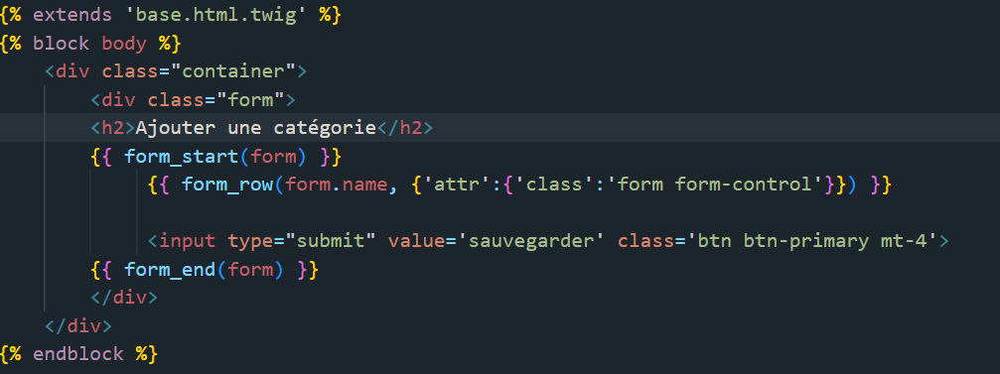 {% extends 'base.html.twig' %}
{% block body %}
<div class="container">
<div class="form">
<h2>Ajouter une catégorie</h2>
{{ form_start(form) }}
{{ form_row(form.name, {'attr':{'class':'form form-control'}}) }}
<input type="submit" value='sauvegarder' class='btn btn-primary mt-4'>
{{ form_end(form) }}
</div>
</div>
{% endblock %}